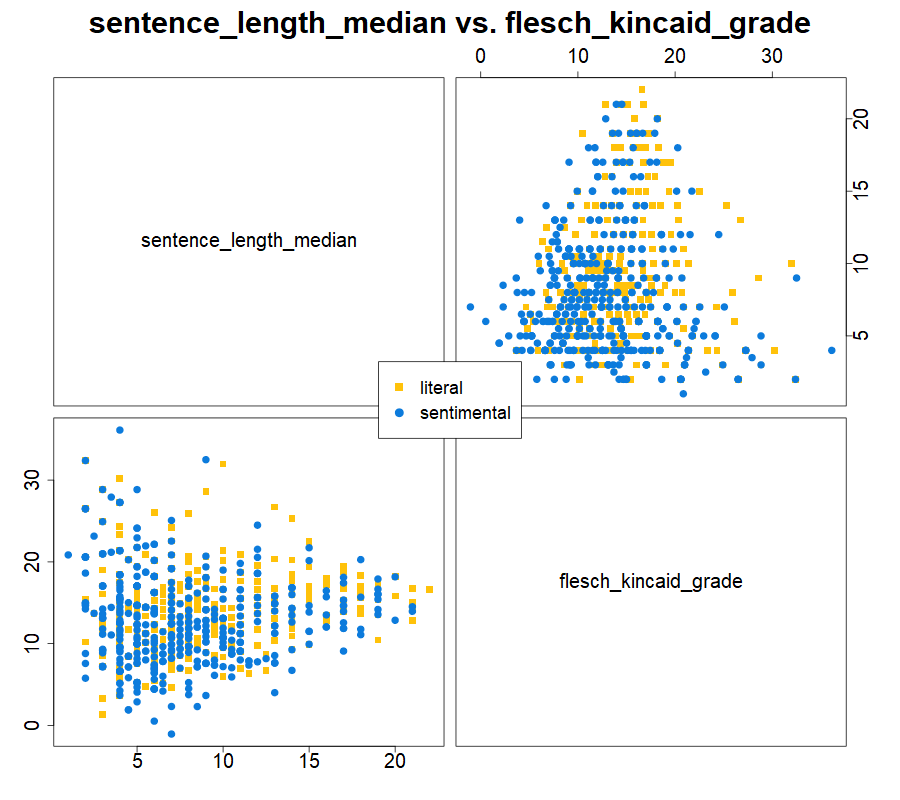 sentence_length_median vs. flesch_kincaid_grade
0 10 20 30
sentence_length_median
5 10 15 20
literal
sentimental
0 10 20 30
flesch_kincaid_grade
5 10 15 20